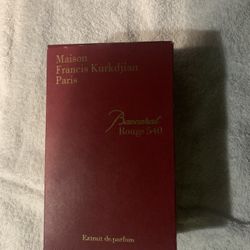 Maison
Francis Kurkdjian
Paris
Baccarat
Rouge 540
Extrait de parfum